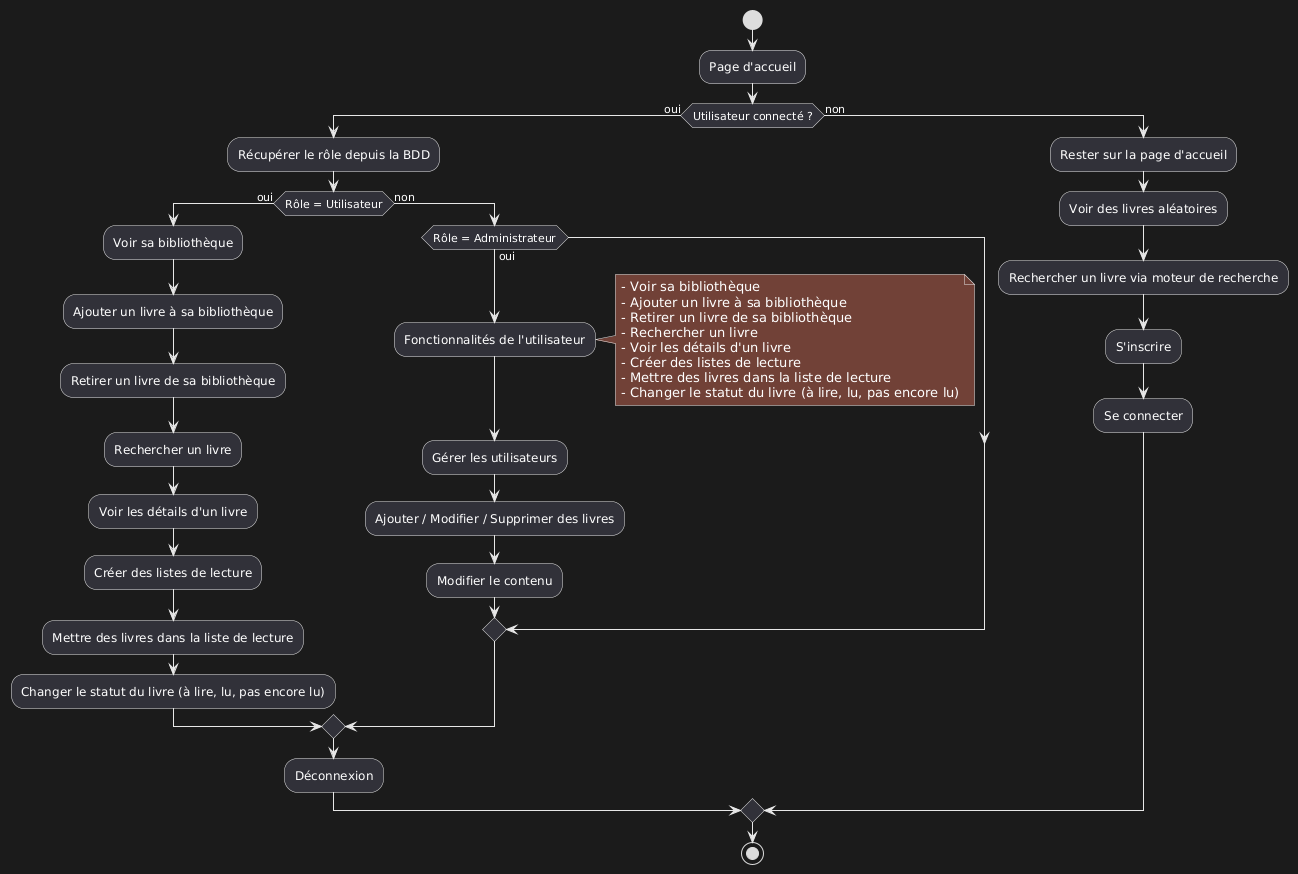 Page d'accueil
oui
Utilisateur connecté ?
non
Récupérer le rôle depuis la BDD
oui
Rôle = Utilisateur
non
Voir sa bibliothèque
Ajouter un livre à sa bibliothèque
Retirer un livre de sa bibliothèque
Rechercher un livre
Voir les détails d'un livre
Créer des listes de lecture
Mettre des livres dans la liste de lecture
Changer le statut du livre (à lire, lu, pas encore lu)
Rôle = Administrateur
oui
Fonctionnalités de l'utilisateur
- Voir sa bibliothèque
- Ajouter un livre à sa bibliothèque
- Retirer un livre de sa bibliothèque
- Rechercher un livre
- Voir les détails d'un livre
- Créer des listes de lecture
- Mettre des livres dans la liste de lecture
- Changer le statut du livre (à lire, lu, pas encore lu)
Gérer les utilisateurs
Ajouter / Modifier / Supprimer des livres
Modifier le contenu
Déconnexion
Rester sur la page d'accueil
Voir des livres aléatoires
Rechercher un livre via moteur de recherche
S'inscrire
Se connecter